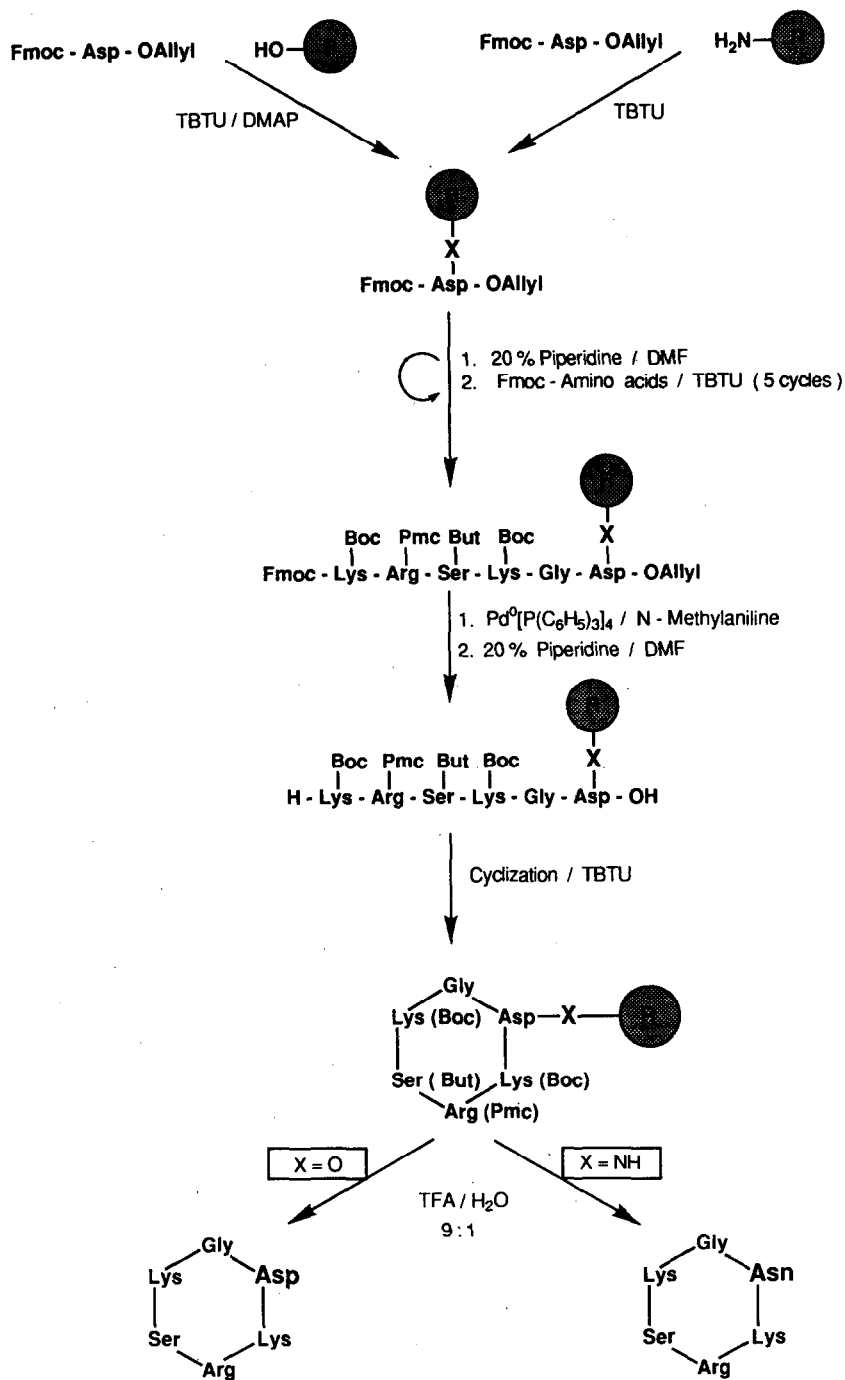 Fmoc - Asp - OAllyl HO
Fmoc - Asp - OAllyl H2N
TBTU / DMAP
TBTU
X
Fmoc - Asp - OAllyl
1. 20 % Piperidine / DMF
2. Fmoc - Amino acids / TBTU ( 5 cycles )
Boc Pmc But Boc X
Fmoc - Lys - Arg - Ser - Lys - Gly - Asp - OAllyl
1. Pd0[P(C6H5)3]4 / N - Methylaniline
2. 20 % Piperidine / DMF
Boc Pmc But Boc X
H - Lys - Arg - Ser - Lys - Gly - Asp - OH
Cyclization / TBTU
Gly
Lys (Boc) Asp X
Ser ( But) Lys (Boc)
Arg (Pmc)
X = O
X = NH
TFA / H2O
9 : 1
Gly
Lys Asp
Ser Lys
Arg
Gly
Lys Asn
Ser Lys
Arg